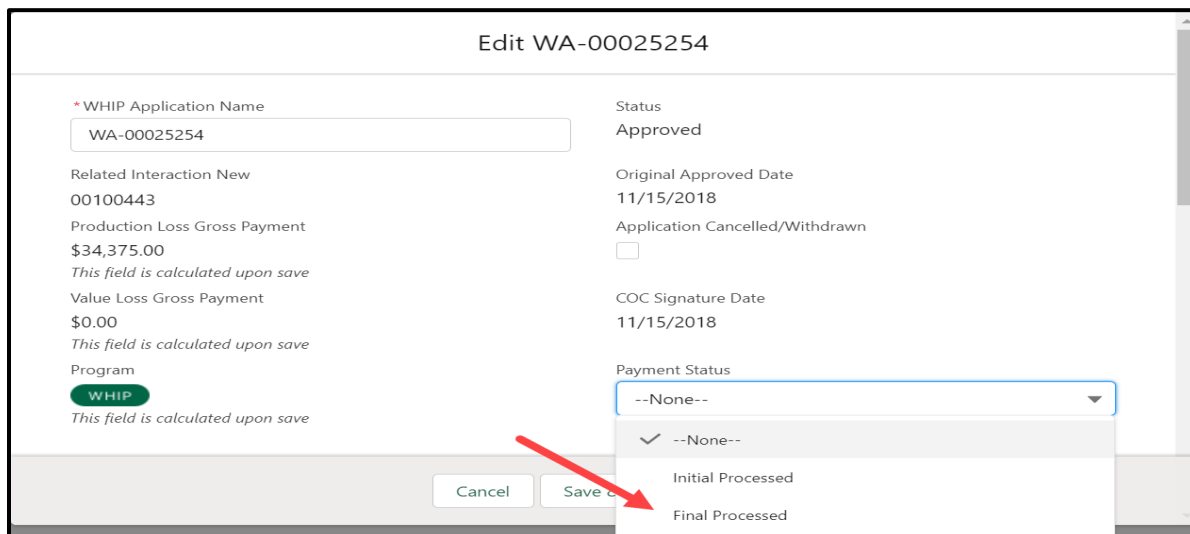 Edit WA-00025254
* WHIP Application Name
WA-00025254
Status
Approved
Related Interaction New
00100443
Original Approved Date
11/15/2018
Production Loss Gross Payment
$34,375.00
This field is calculated upon save
Application Cancelled/Withdrawn
Value Loss Gross Payment
$0.00
This field is calculated upon save
COC Signature Date
11/15/2018
Program
WHIP
This field is calculated upon save
Payment Status
--None--
--None--
Initial Processed
Final Processed
Cancel
Save &